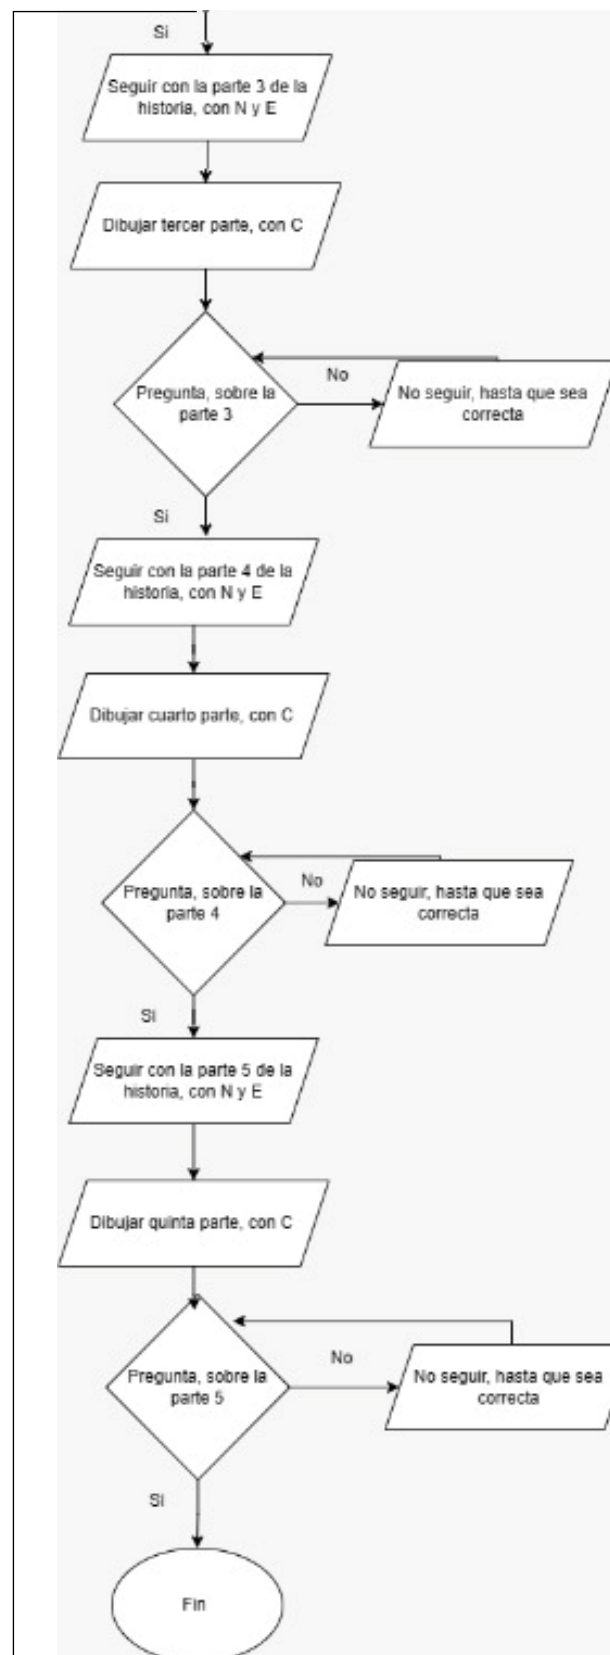 Si
Seguir con la parte 3 de la
historia, con N y E
Dibujar tercer parte, con C
No
Pregunta, sobre la
parte 3
No seguir, hasta que sea
correcta
Si
Seguir con la parte 4 de la
historia, con N y E
Dibujar cuarto parte, con C
No
Pregunta, sobre la
parte 4
No seguir, hasta que sea
correcta
Si
Seguir con la parte 5 de la
historia, con N y E
Dibujar quinta parte, con C
No
Pregunta, sobre la
parte 5
No seguir, hasta que sea
correcta
Si
Fin